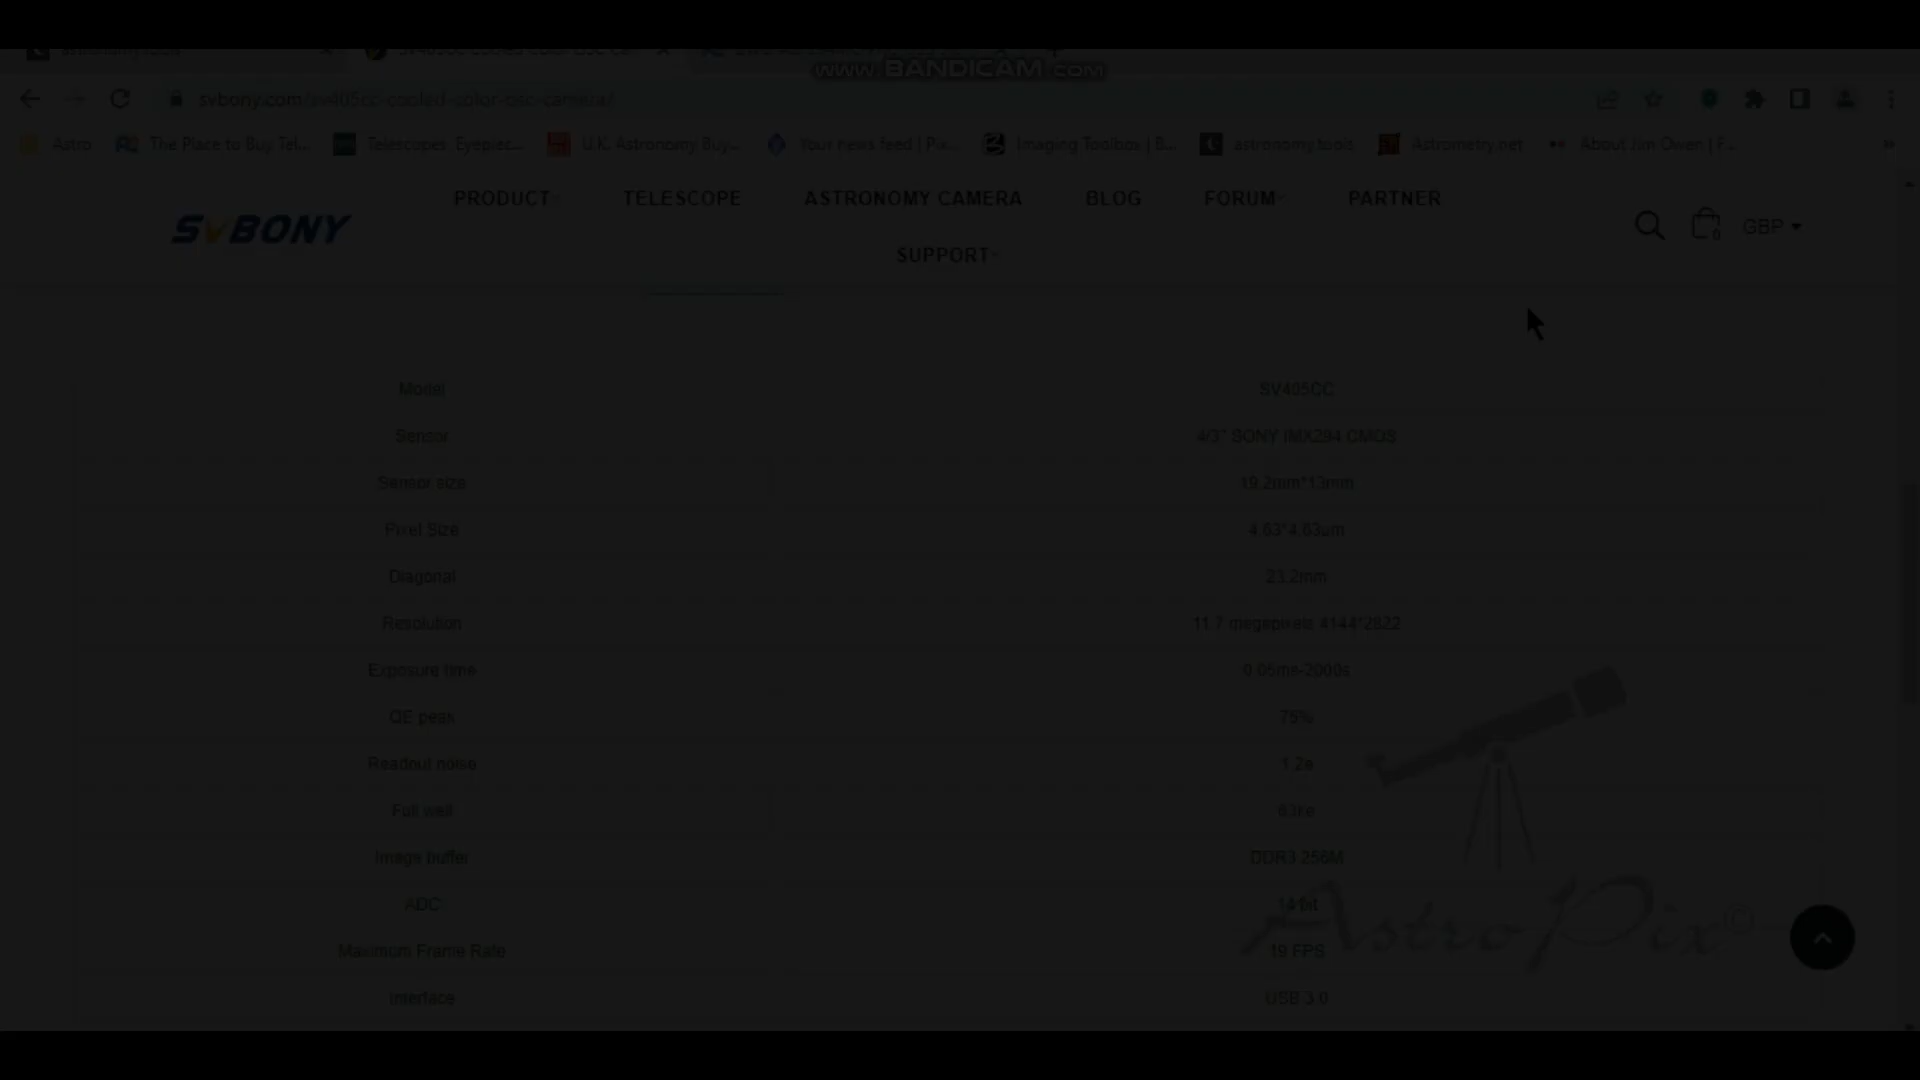 www.BANDICAM.com
svbony.com/sv405cc-cooled-color-osc-camera/
Astro
The Place to Buy Tel...
Telescopes Eyepiec...
U.K. Astronomy Buy...
Your news feed | Pix...
Imaging Toolbox | B...
astronomy.tools
Astrometry.net
About Jim Owen | F...
»
PRODUCT
TELESCOPE
ASTRONOMY CAMERA
BLOG
FORUM
PARTNER
SVBONY
SUPPORT
0
GBP
Model SV405CC
Sensor 4/3" SONY IMX294 CMOS
Sensor size 19.2mm*13mm
Pixel Size 4.63*4.63um
Diagonal 23.2mm
Resolution 11.7 megapixels 4144*2822
Exposure time 0.05ms-2000s
QE peak 75%
Readout noise 1.2e
Full well 63ke
Image buffer DDR3 256M
ADC 14 bit
Maximum Frame Rate 19 FPS
Interface USB 3.0
AstroPix©